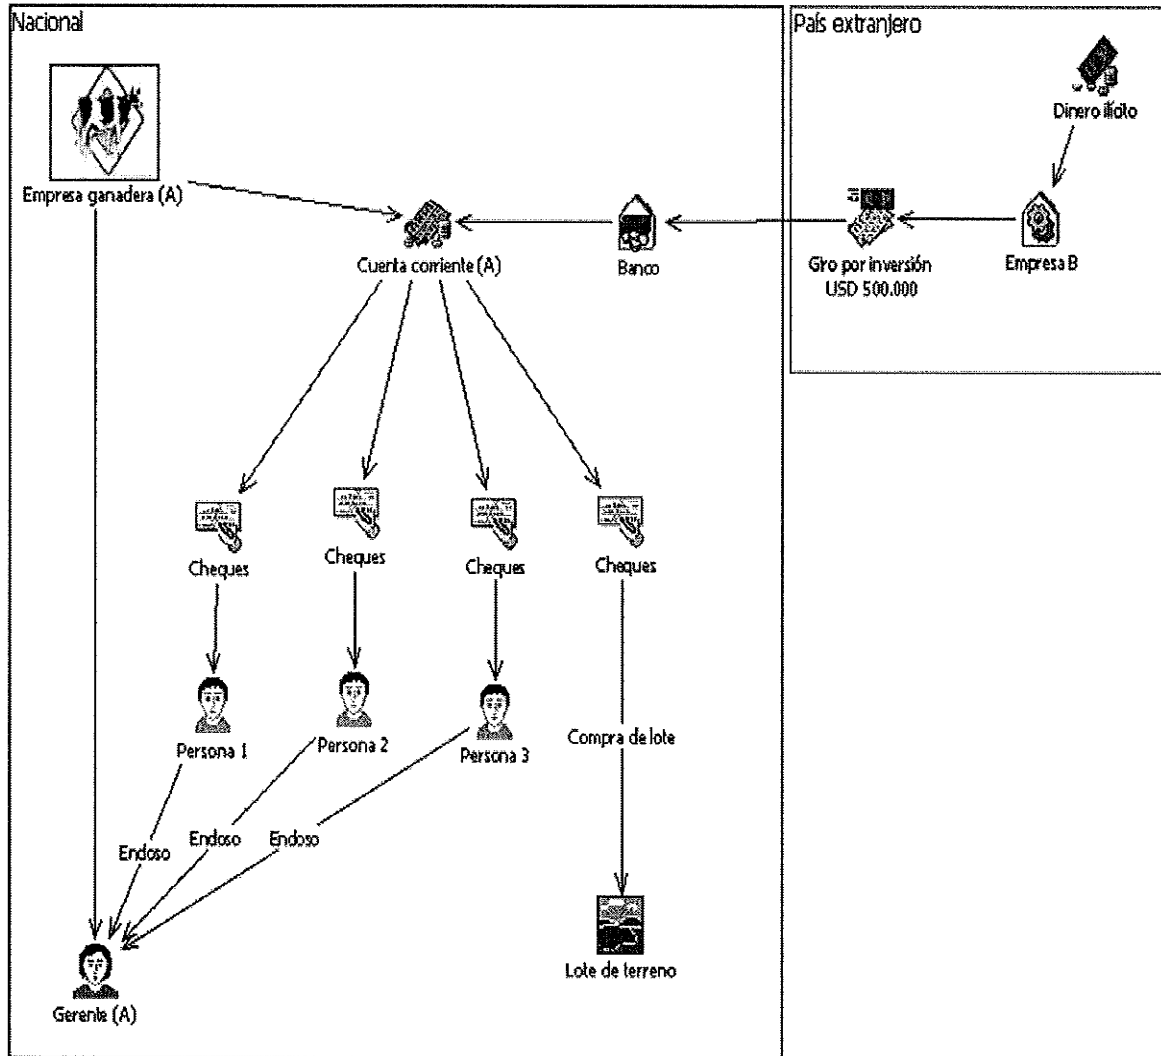 Nacional
País extranjero
Dinero ilícito
Empresa ganadera (A)
Cuenta corriente (A)
Banco
Giro por inversión
USD 500.000
Empresa B
Cheques
Cheques
Cheques
Cheques
Persona 1
Persona 2
Persona 3
Compra de lote
Endoso
Endoso
Endoso
Lote de terreno
Gerente (A)